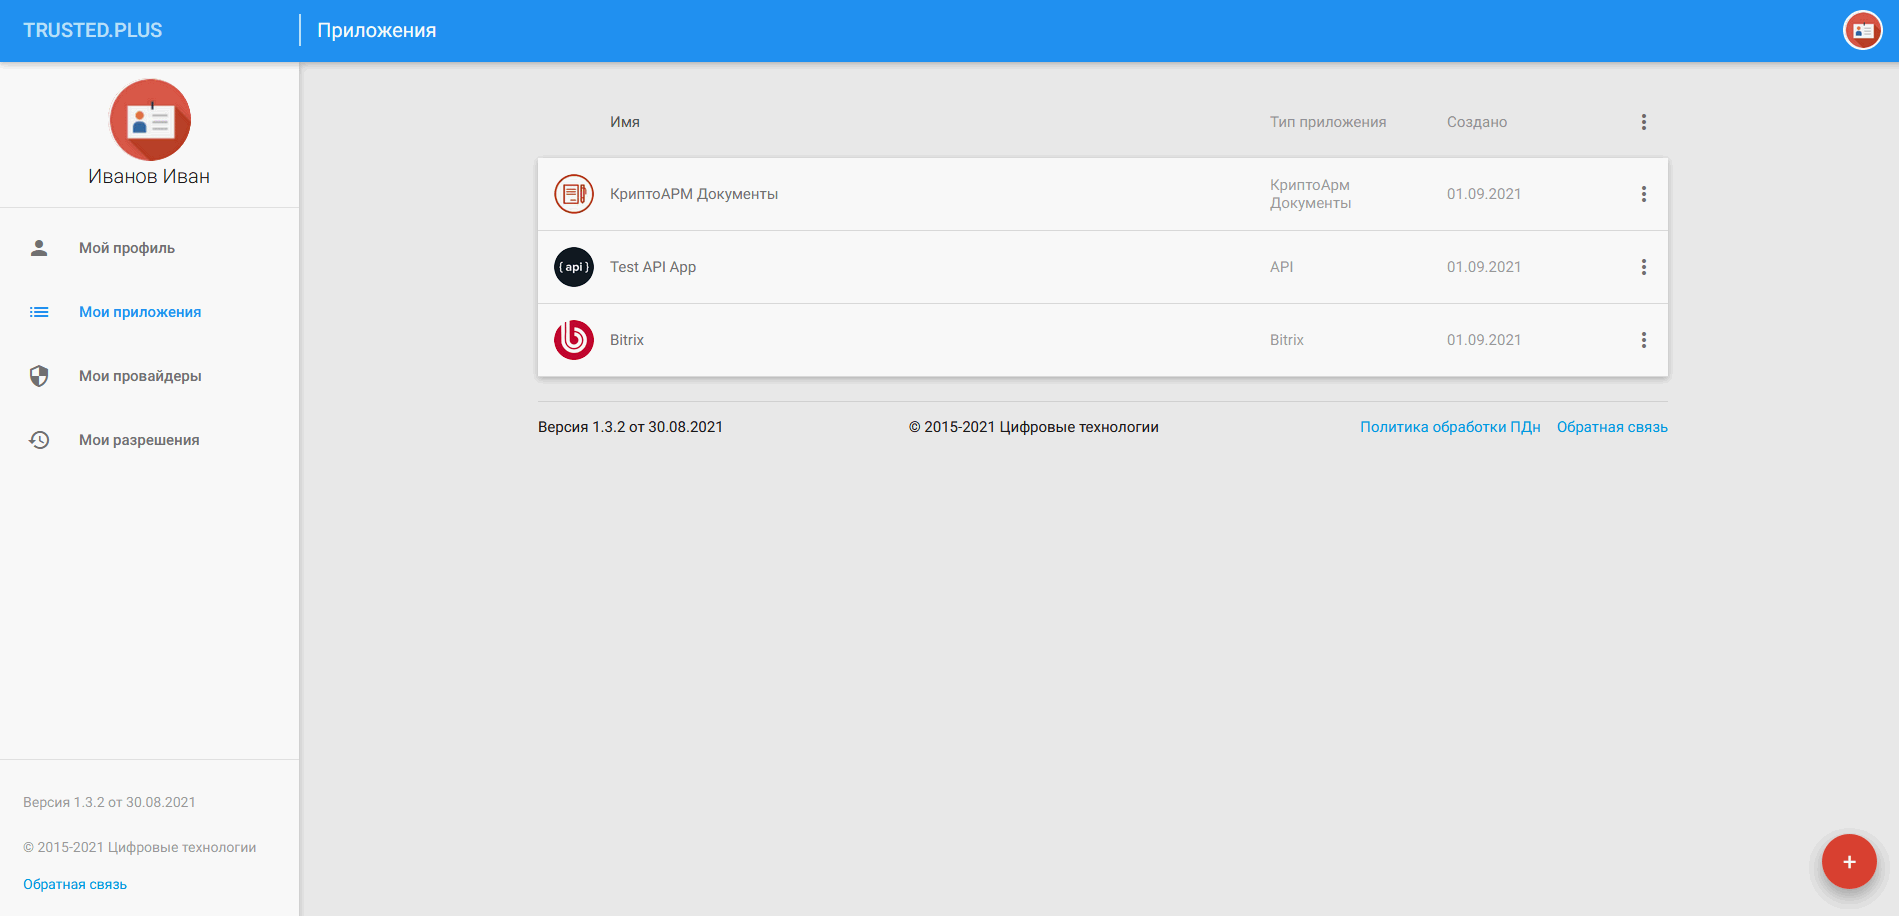 TRUSTED.PLUS
Приложения
Иванов Иван
Мой профиль
Мои приложения
Мои провайдеры
Мои разрешения
Версия 1.3.2 от 30.08.2021
© 2015-2021 Цифровые технологии
Обратная связь
Имя Тип приложения Создано
КриптоАРМ Документы КриптоАрм 01.09.2021
Документы
{api} Test API App API 01.09.2021
Bitrix Bitrix 01.09.2021
Версия 1.3.2 от 30.08.2021 © 2015-2021 Цифровые технологии Политика обработки ПДн Обратная связь